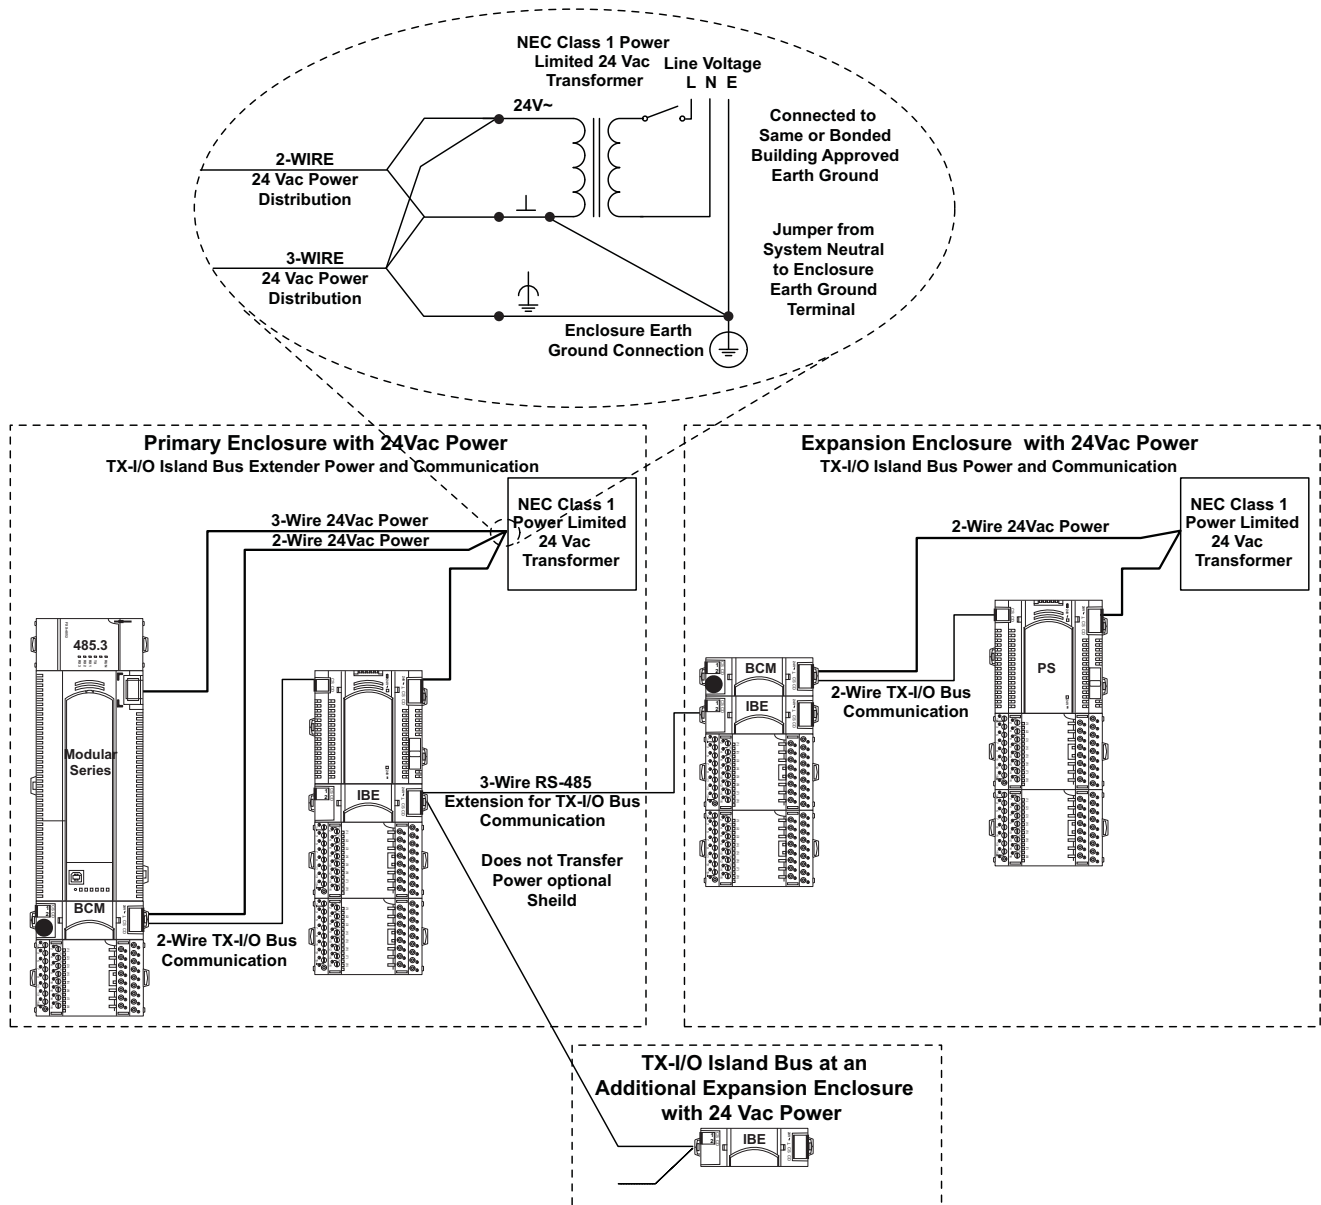 NEC Class 1 Power
Limited 24 Vac
Transformer
Line Voltage
L N E
24V~
Connected to
Same or Bonded
Building Approved
Earth Ground
2-WIRE
24 Vac Power
Distribution
Jumper from
System Neutral
to Enclosure
Earth Ground
Terminal
3-WIRE
24 Vac Power
Distribution
Enclosure Earth
Ground Connection
Primary Enclosure with 24Vac Power
TX-I/O Island Bus Extender Power and Communication
NEC Class 1
Power Limited
24 Vac
Transformer
3-Wire 24Vac Power
2-Wire 24Vac Power
485.3
Modular
Series
IBE
BCM
2-Wire TX-I/O Bus
Communication
3-Wire RS-485
Extension for TX-I/O Bus
Communication
Does not Transfer
Power optional
Sheild
Expansion Enclosure with 24Vac Power
TX-I/O Island Bus Power and Communication
NEC Class 1
Power Limited
24 Vac
Transformer
2-Wire 24Vac Power
BCM
IBE
PS
2-Wire TX-I/O Bus
Communication
TX-I/O Island Bus at an
Additional Expansion Enclosure
with 24 Vac Power
IBE